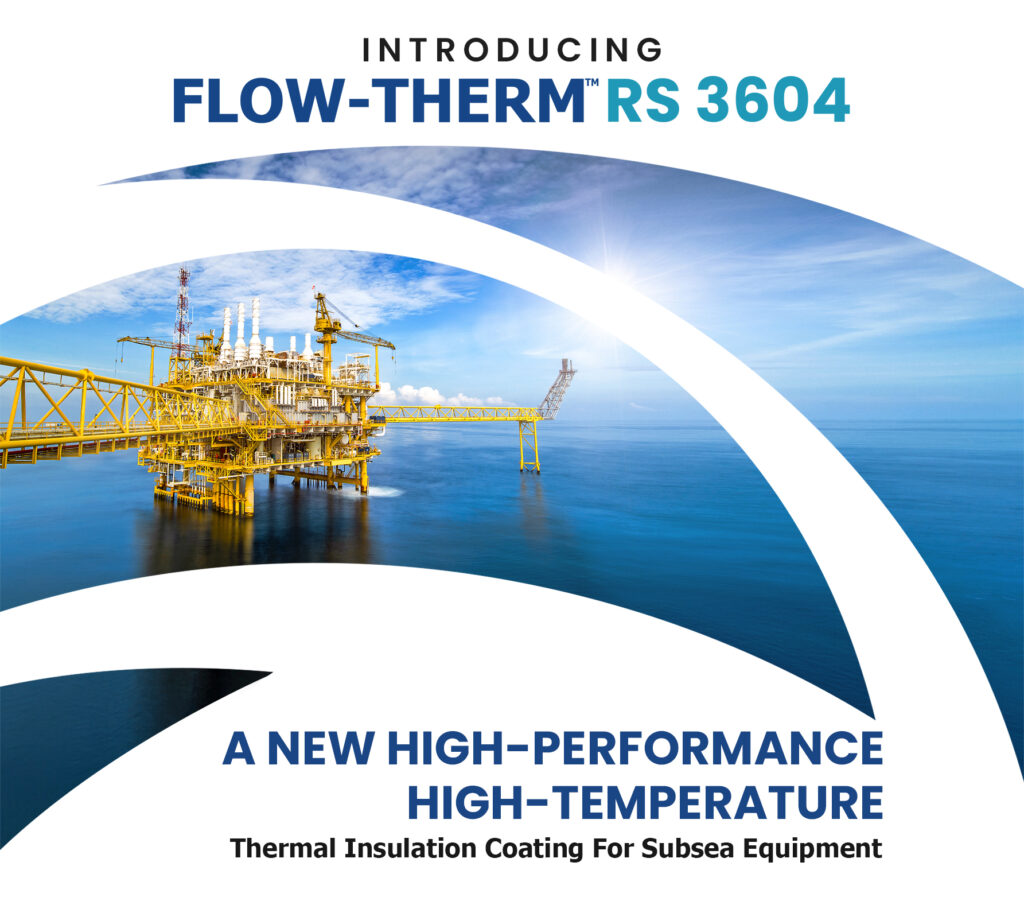 INTRODUCING
FLOW-THERM™ RS 3604
A NEW HIGH-PERFORMANCE
HIGH-TEMPERATURE
Thermal Insulation Coating For Subsea Equipment